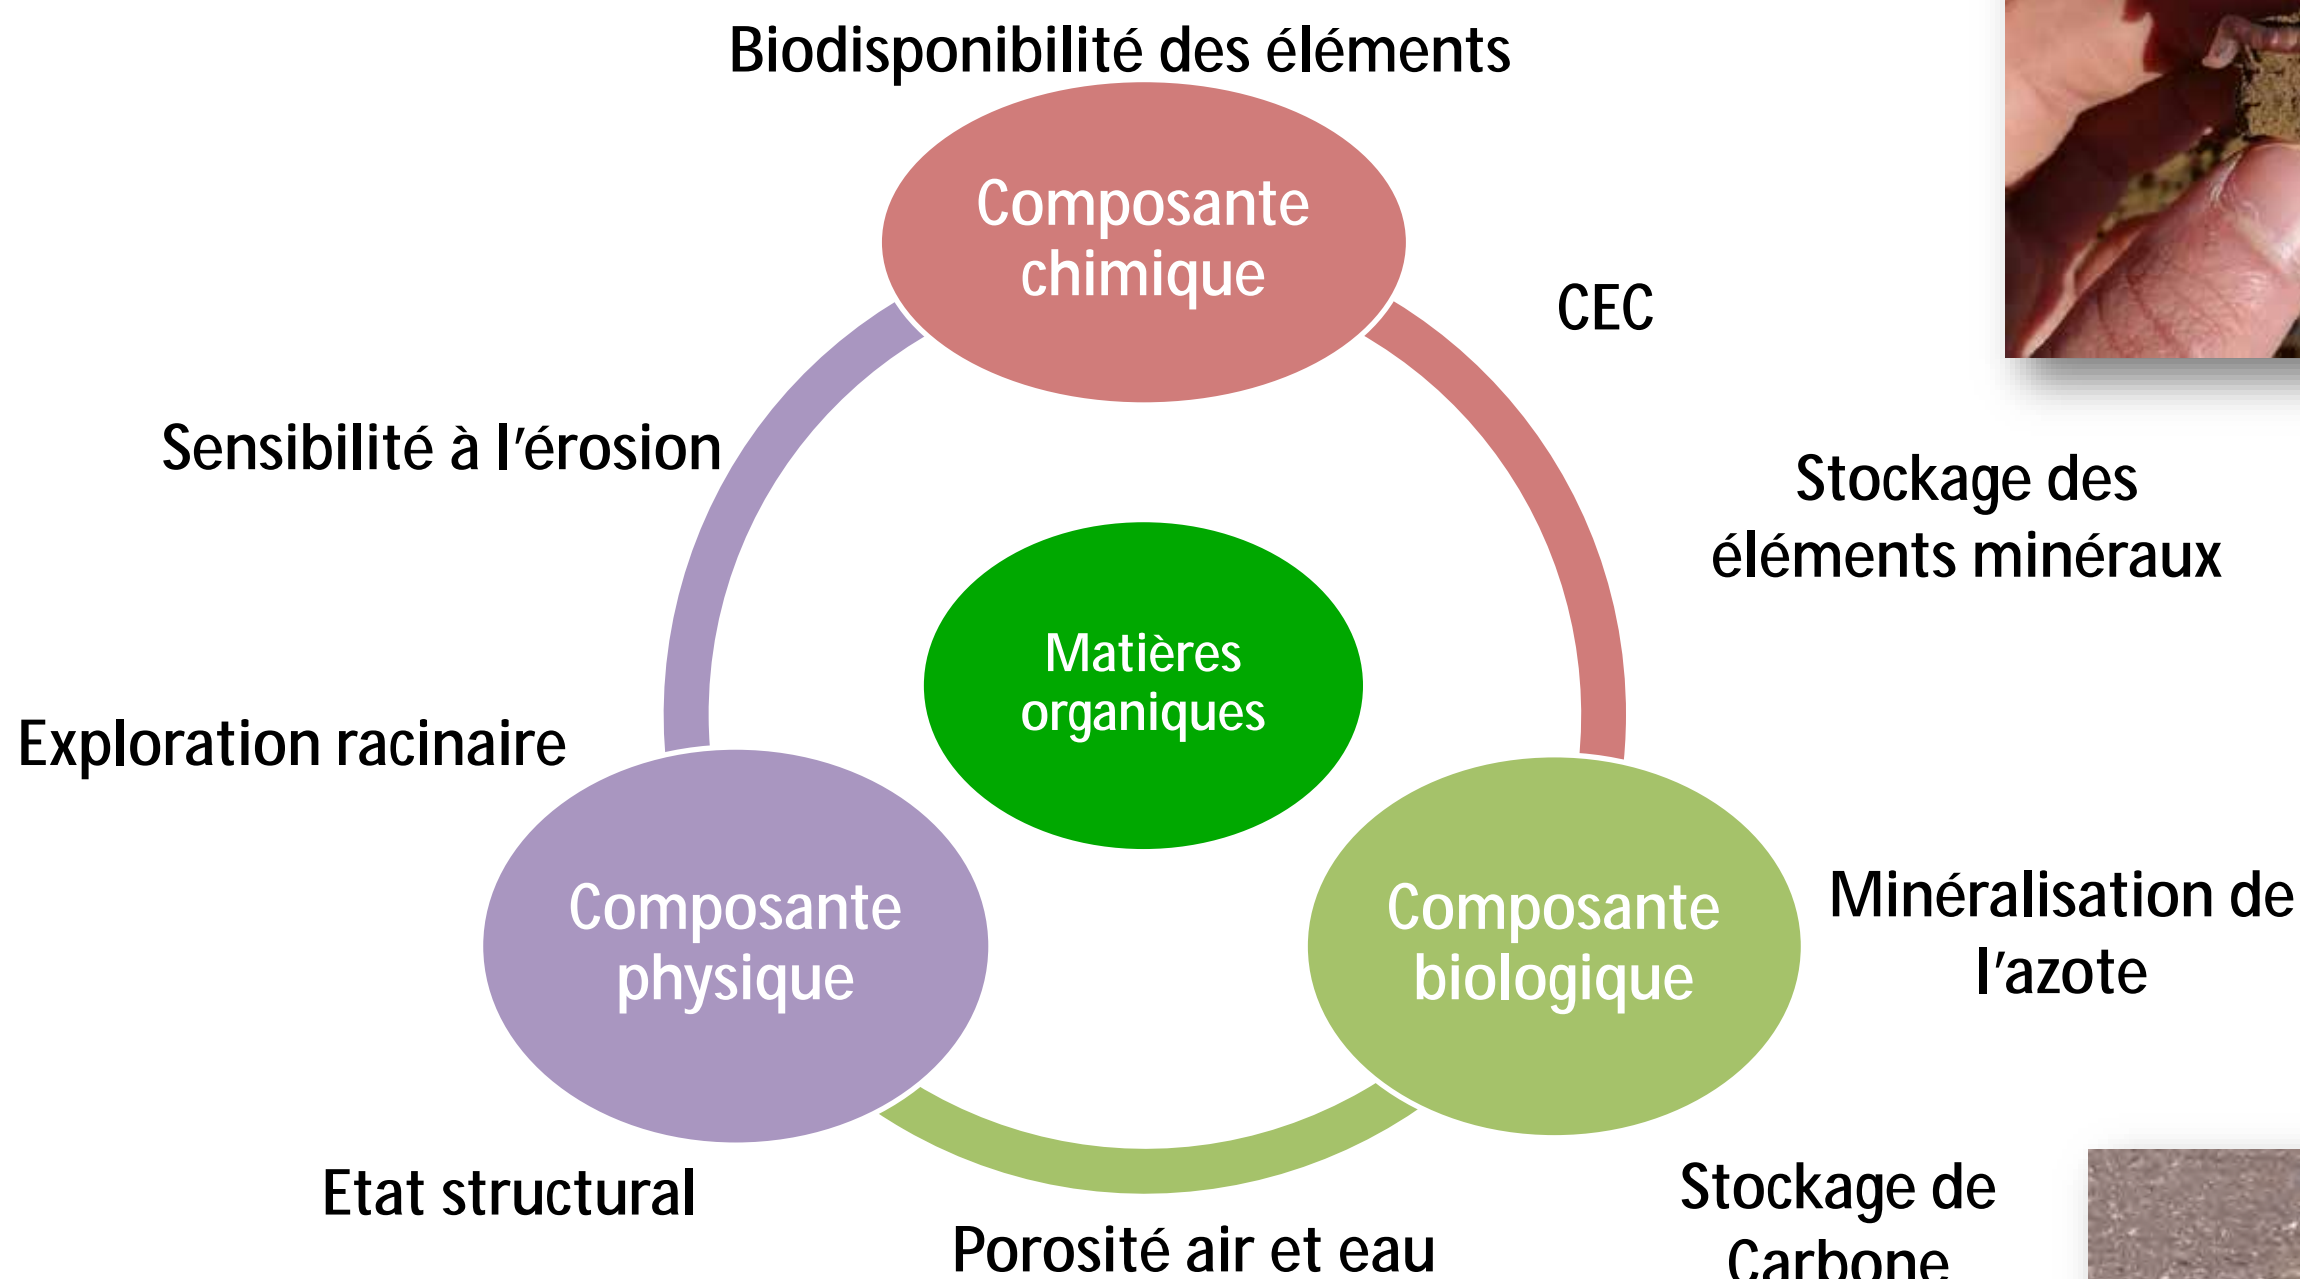 Biodisponibilité des éléments
Composante
chimique
CEC
Sensibilité à l'érosion
Stockage des
éléments minéraux
Matières
organiques
Exploration racinaire
Composante
physique
Composante
biologique
Minéralisation de
l'azote
Etat structural
Stockage de
Carbone
Porosité air et eau